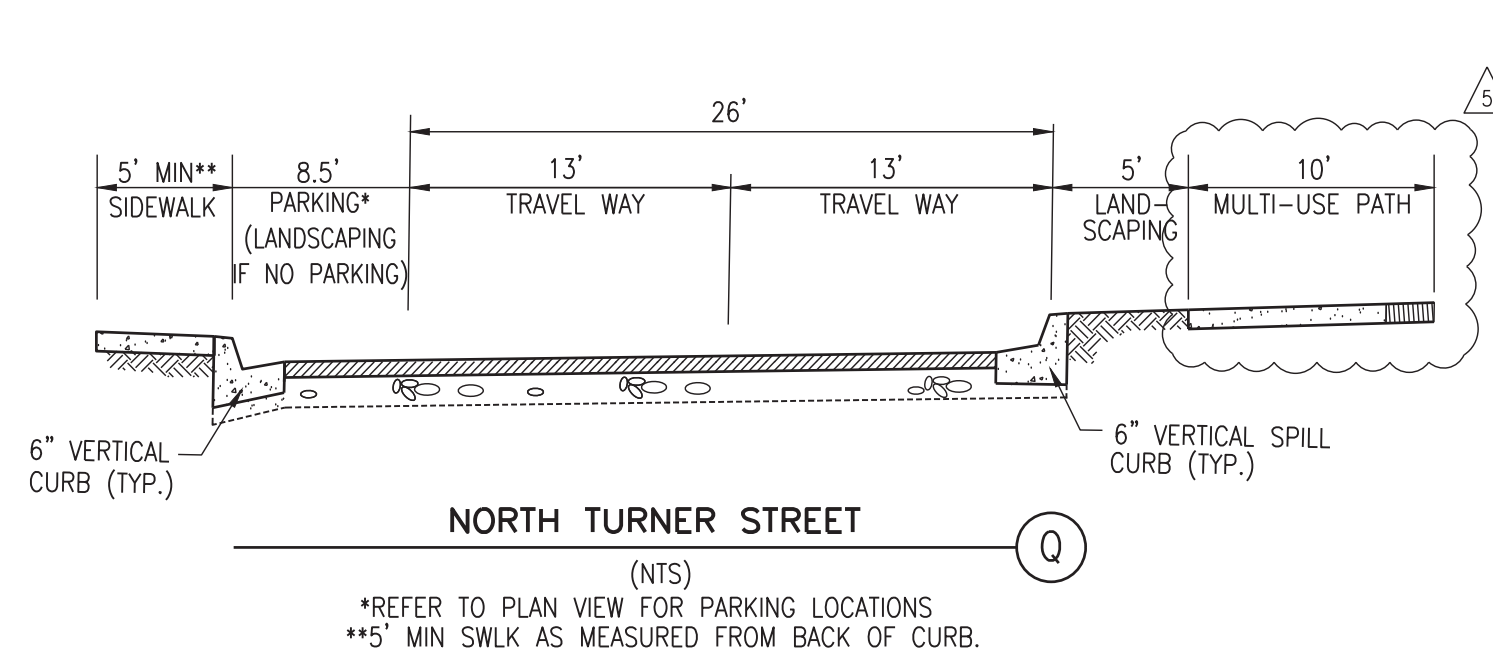 5
26'
5' MIN**
8.5'
13'
13'
5'
10'
SIDEWALK
PARKING*
(LANDSCAPING
IF NO PARKING)
TRAVEL WAY
TRAVEL WAY
LAND-
SCAPING
MULTI-USE PATH
6" VERTICAL
CURB (TYP.)
6" VERTICAL SPILL
CURB (TYP.)
NORTH TURNER STREET
Q
(NTS)
*REFER TO PLAN VIEW FOR PARKING LOCATIONS
**5' MIN SWLK AS MEASURED FROM BACK OF CURB.